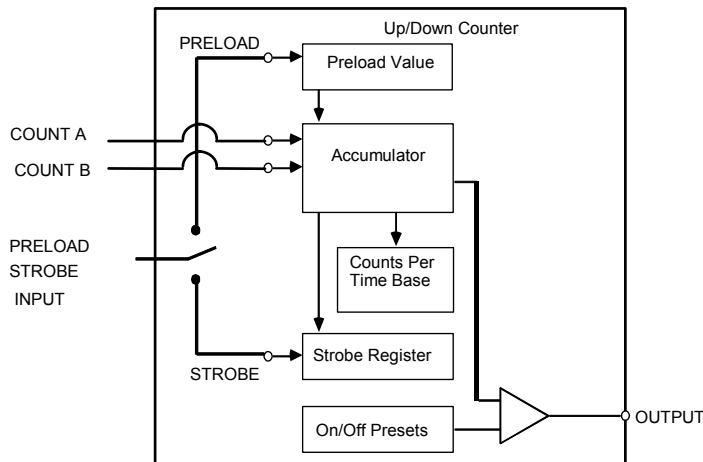 Up/Down Counter
PRELOAD
Preload Value
COUNT A
COUNT B
Accumulator
PRELOAD
STROBE
INPUT
Counts Per
Time Base
Strobe Register
STROBE
On/Off Presets
OUTPUT